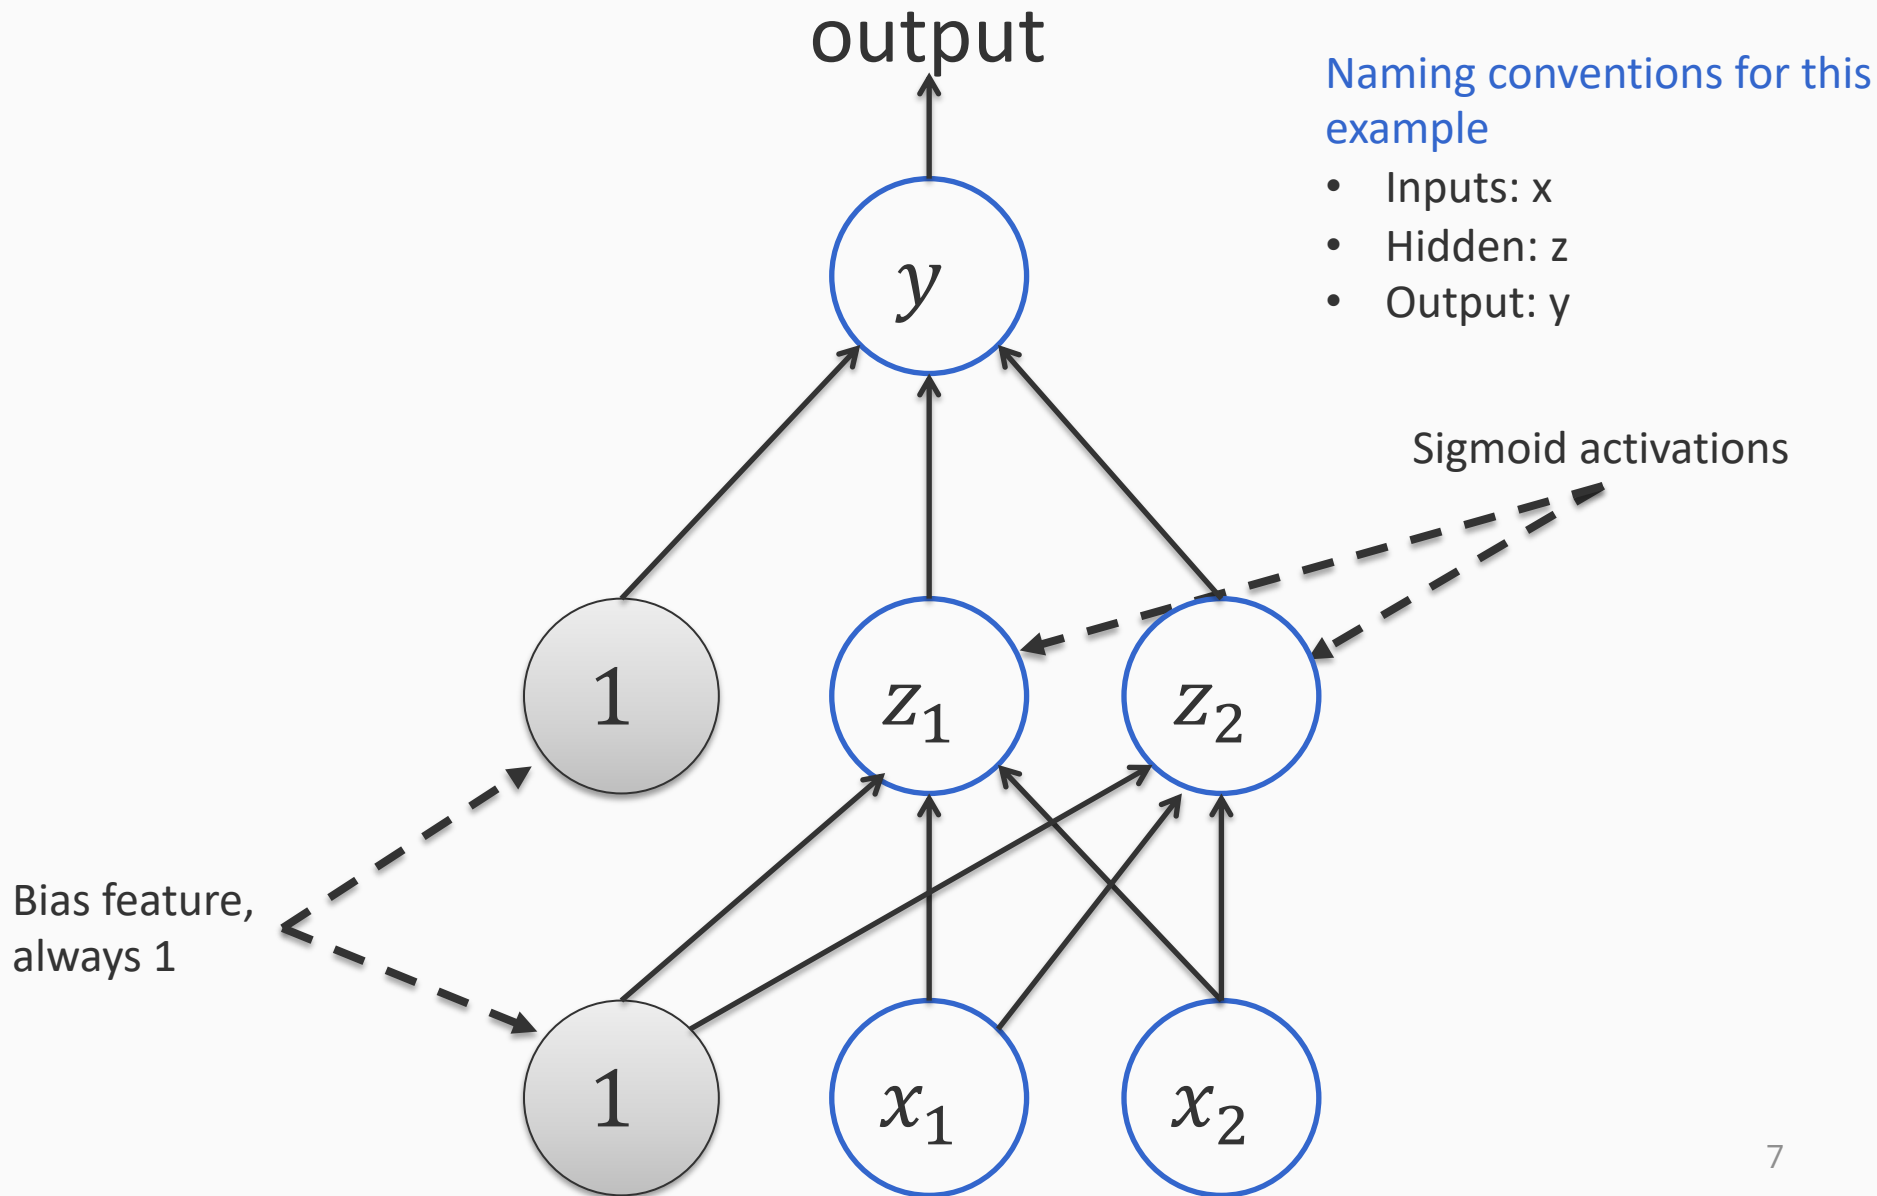 output
Naming conventions for this
example
• Inputs: x
• Hidden: z
• Output: y
y
Sigmoid activations
1
z₁
z₂
Bias feature,
always 1
1
x₁
x₂
7